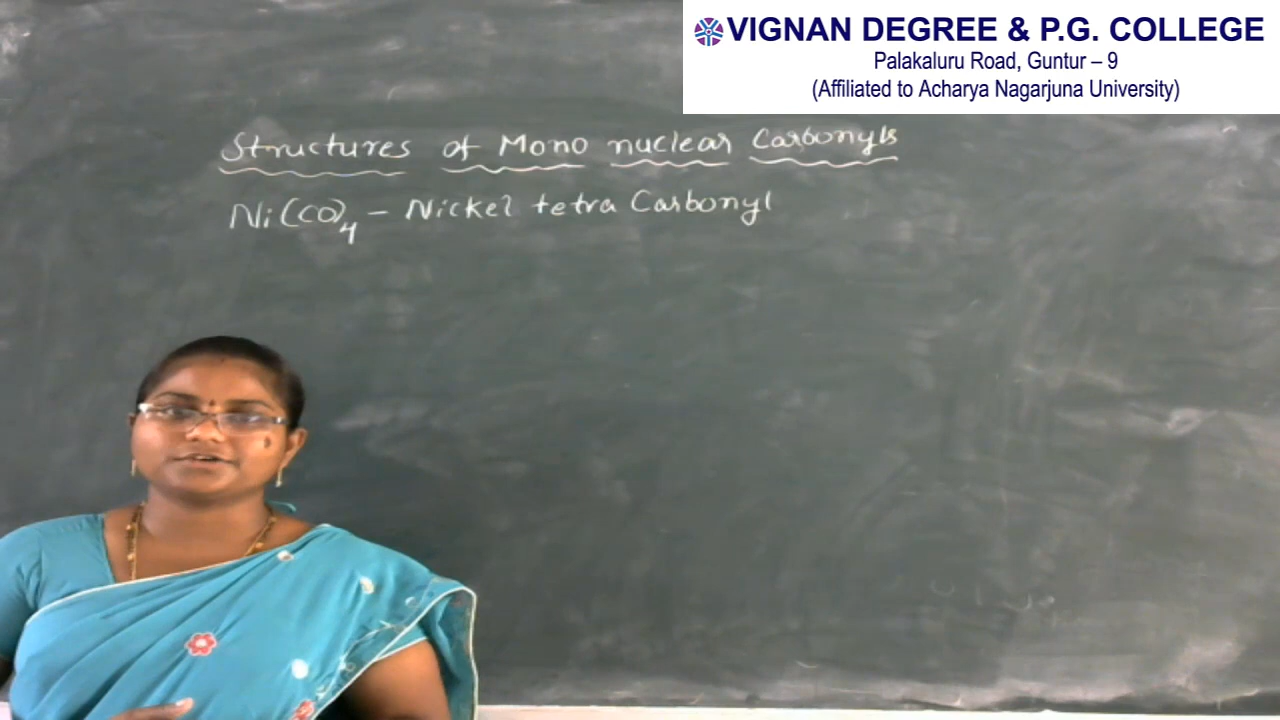 VIGNAN DEGREE & P.G. COLLEGE
Palakaluru Road, Guntur – 9
(Affiliated to Acharya Nagarjuna University)
Structures of Mono nuclear Carbonyls
Ni(CO)4 – Nickel tetra Carbonyl